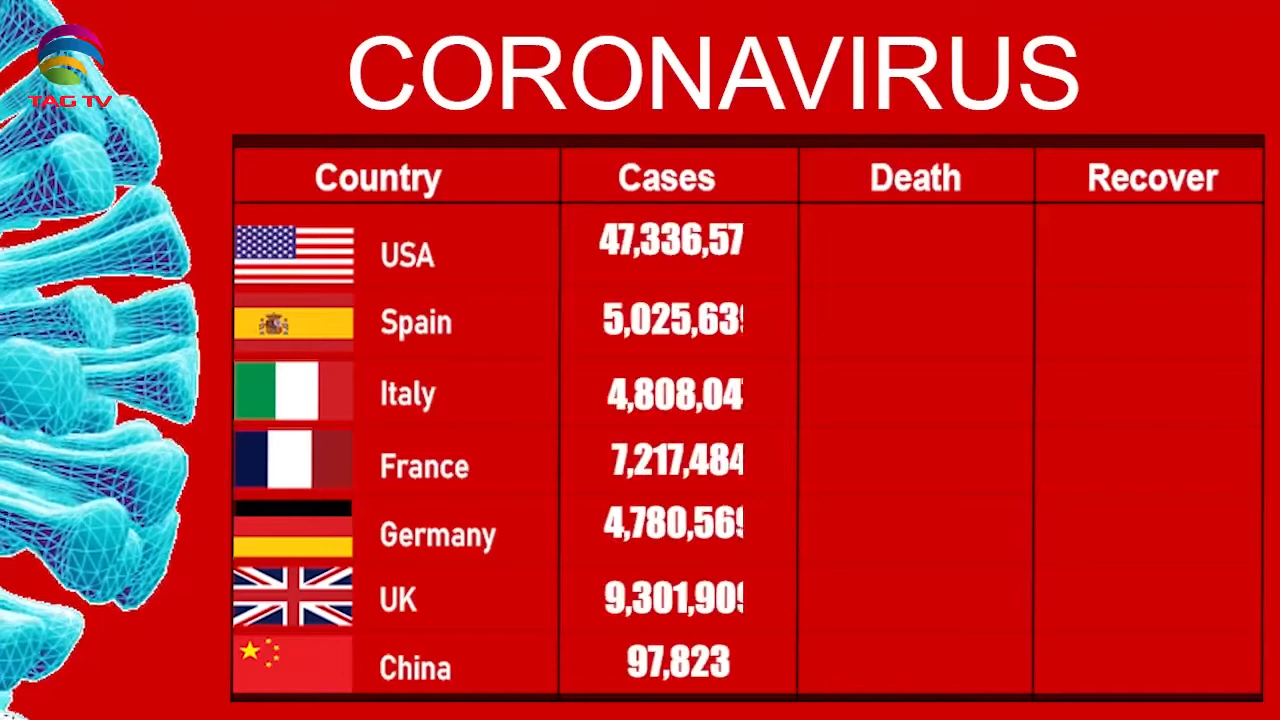 TAG TV
CORONAVIRUS
Country Cases Death Recover
USA 47,336,57
Spain 5,025,63
Italy 4,808,04
France 7,217,484
Germany 4,780,56
UK 9,301,90
China 97,823